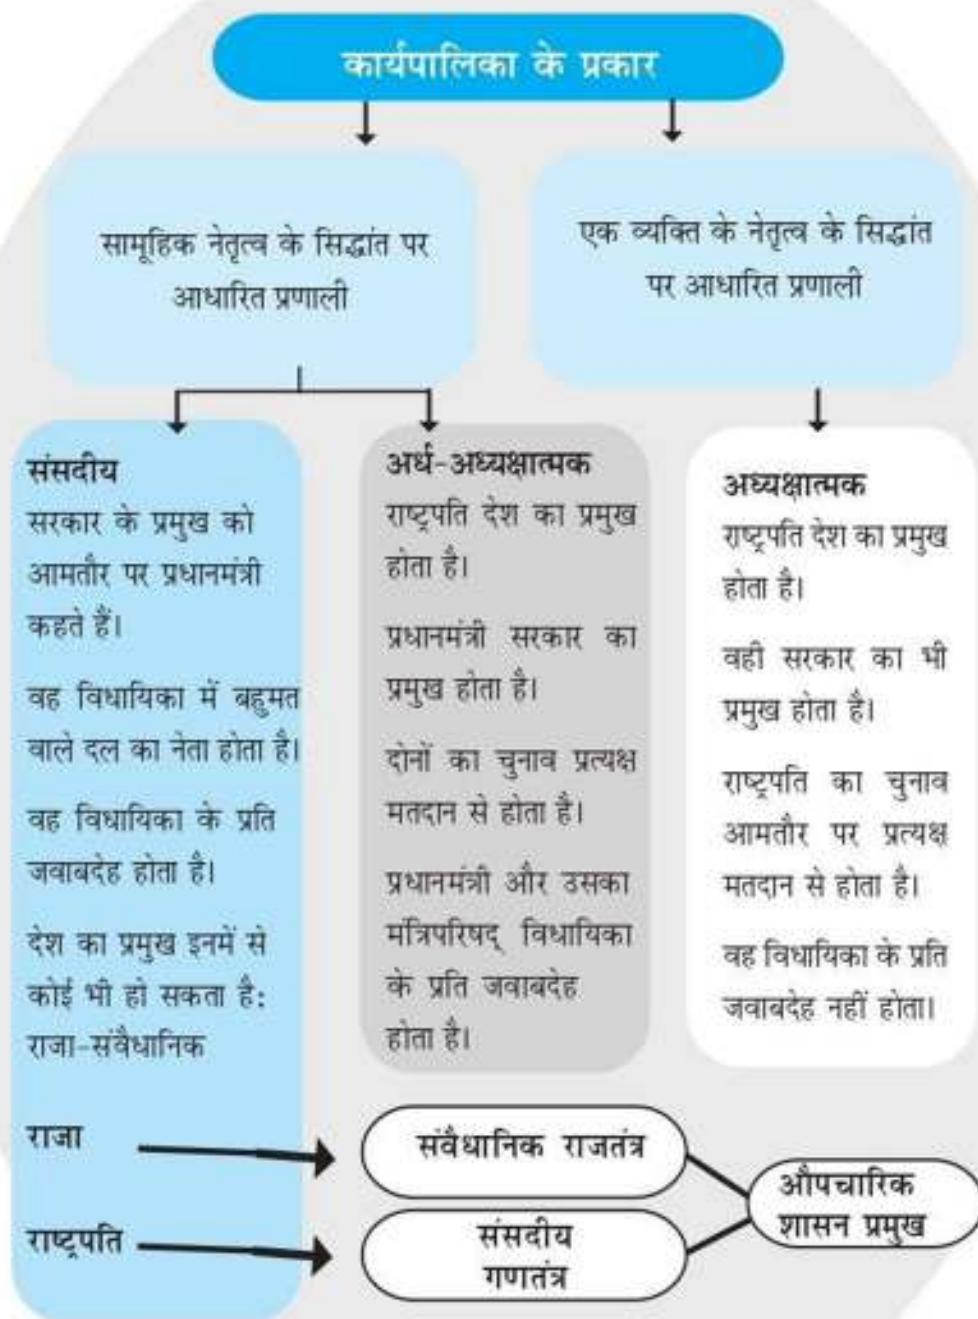 कार्यपालिका के प्रकार
सामूहिक नेतृत्व के सिद्धांत पर
आधारित प्रणाली
एक व्यक्ति के नेतृत्व के सिद्धांत
पर आधारित प्रणाली
संसदीय
सरकार के प्रमुख को
आमतौर पर प्रधानमंत्री
कहते हैं।
वह विधायिका में बहुमत
वाले दल का नेता होता है।
वह विधायिका के प्रति
जवाबदेह होता है।
देश का प्रमुख इनमें से
कोई भी हो सकता है:
राजा-संवैधानिक
अर्ध-अध्यक्षात्मक
राष्ट्रपति देश का प्रमुख
होता है।
प्रधानमंत्री सरकार का
प्रमुख होता है।
दोनों का चुनाव प्रत्यक्ष
मतदान से होता है।
प्रधानमंत्री और उसका
मंत्रिपरिषद् विधायिका
के प्रति जवाबदेह
होता है।
अध्यक्षात्मक
राष्ट्रपति देश का प्रमुख
होता है।
वही सरकार का भी
प्रमुख होता है।
राष्ट्रपति का चुनाव
आमतौर पर प्रत्यक्ष
मतदान से होता है।
वह विधायिका के प्रति
जवाबदेह नहीं होता।
राजा
संवैधानिक राजतंत्र
राष्ट्रपति
संसदीय
गणतंत्र
औपचारिक
शासन प्रमुख